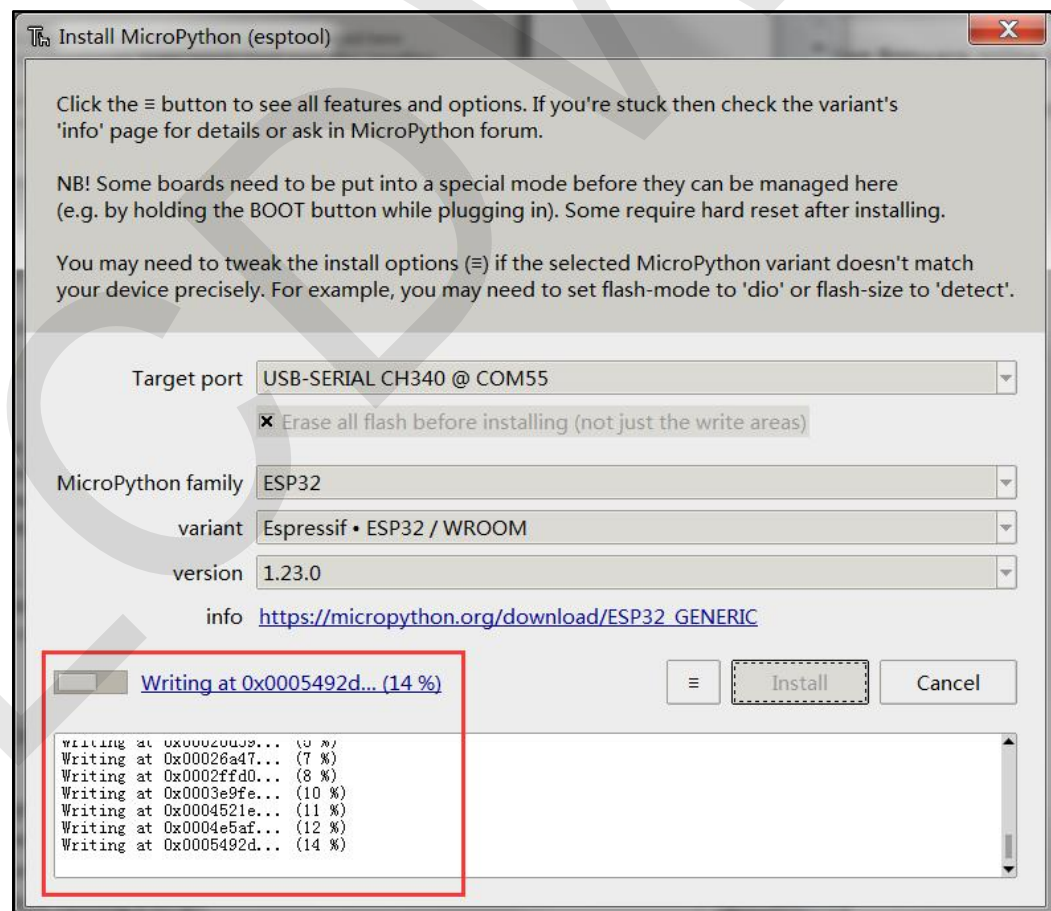 Install MicroPython (esptool)
Click the ≡ button to see all features and options. If you're stuck then check the variant's
'info' page for details or ask in MicroPython forum.
NB! Some boards need to be put into a special mode before they can be managed here
(e.g. by holding the BOOT button while plugging in). Some require hard reset after installing.
You may need to tweak the install options (≡) if the selected MicroPython variant doesn't match
your device precisely. For example, you may need to set flash-mode to 'dio' or flash-size to 'detect'.
Target port USB-SERIAL CH340 @ COM55
Erase all flash before installing (not just the write areas)
MicroPython family ESP32
variant Espressif • ESP32 / WROOM
version 1.23.0
info https://micropython.org/download/ESP32_GENERIC
Writing at 0x0005492d... (14 %) ≡ Install Cancel
Writing at
Writing at 0x00026a47... (7 %)
Writing at 0x0002ffd0... (8 %)
Writing at 0x0003e9fe... (10 %)
Writing at 0x0004521e... (11 %)
Writing at 0x0004e5af... (12 %)
Writing at 0x0005492d... (14 %)